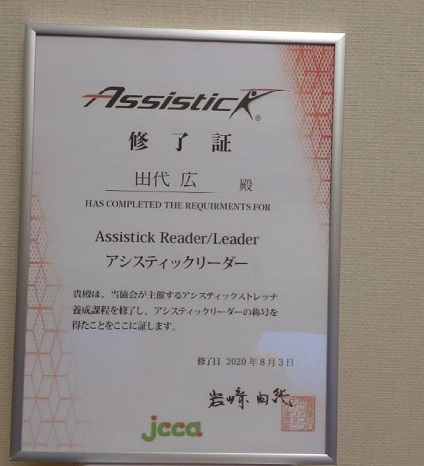 Assistick®
修了証
田代 広 殿
HAS COMPLETED THE REQUIRMENTS FOR
Assistick Reader/Leader
アシスティックリーダー
貴殿は、当協会が主催するアシスティックストレッチ
養成課程を修了し、アシスティックリーダーの称号を
得たことをここに証します。
修了日 2020年8月3日
jcca